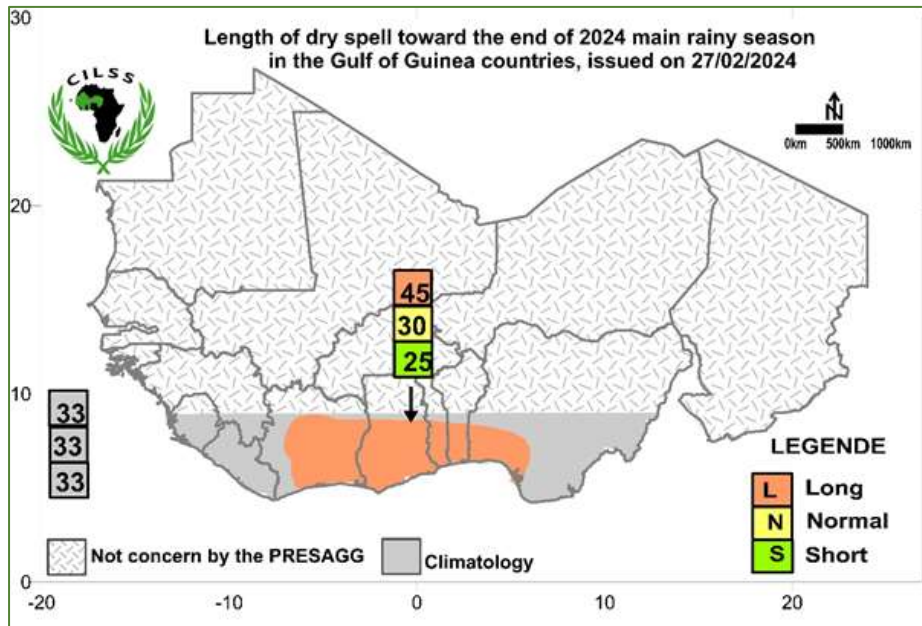 30
Length of dry spell toward the end of 2024 main rainy season
in the Gulf of Guinea countries, issued on 27/02/2024
CILSS
N
0km 500km 1000km
20
45
30
25
10
33
33
33
LEGENDE
L Long
N Normal
S Short
Not concern by the PRESAGG
Climatology
0
-20 -10 0 10 20